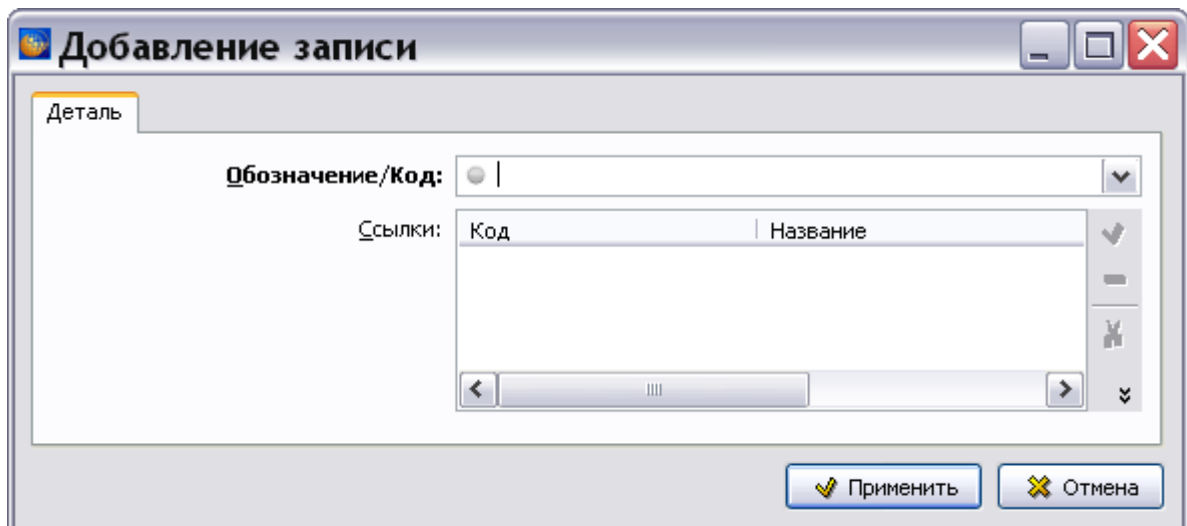 Добавление записи
Деталь
Обозначение/Код:
Ссылки: Код Название
Применить Отмена